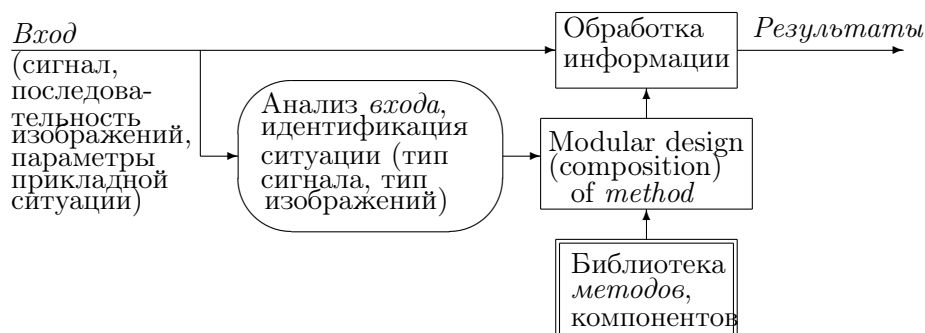 Вход
(сигнал,
последова-
тельность
изображений,
параметры
прикладной
ситуации)
Анализ входа,
идентификация
ситуации (тип
сигнала, тип
изображений)
Обработка
информации
Результаты
Modular design
(composition)
of method
Библиотека
методов,
компонентов